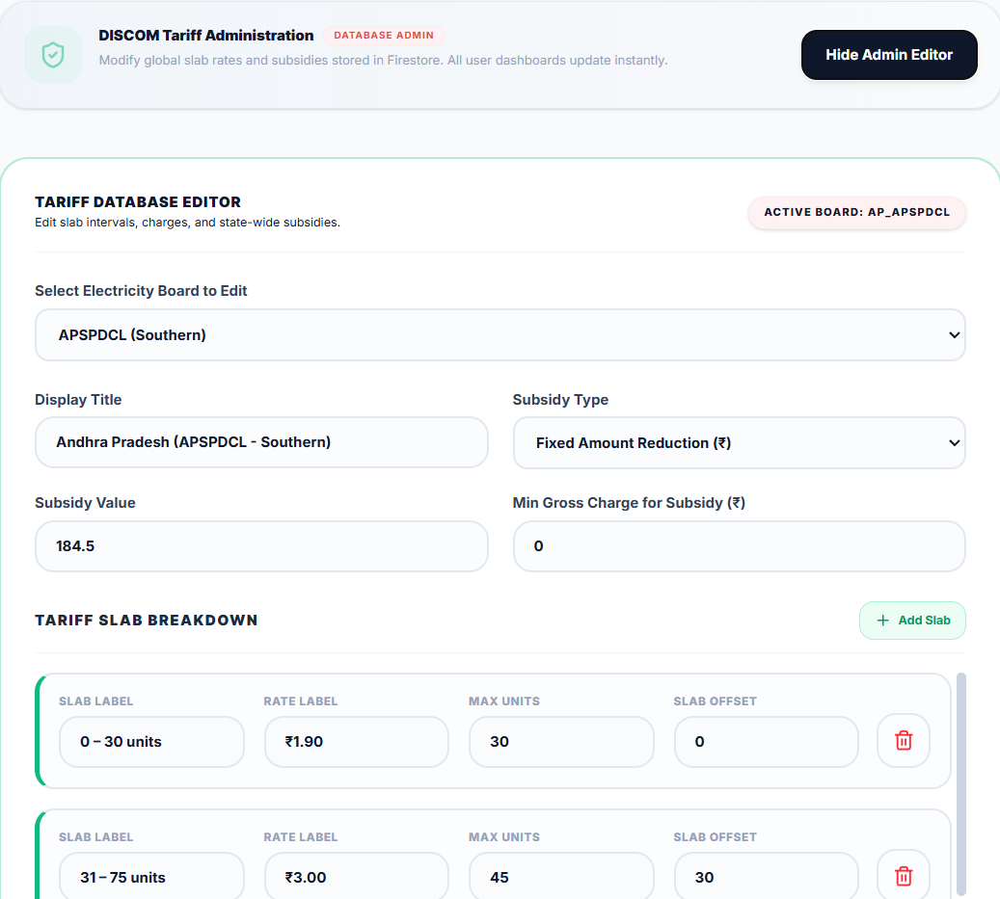 DISCOM Tariff Administration DATABASE ADMIN
Modify global slab rates and subsidies stored in Firestore. All user dashboards update instantly.
Hide Admin Editor
TARIFF DATABASE EDITOR
Edit slab intervals, charges, and state-wide subsidies.
ACTIVE BOARD: AP_APSPDCL
Select Electricity Board to Edit
APSPDCL (Southern)
Display Title
Andhra Pradesh (APSPDCL - Southern)
Subsidy Type
Fixed Amount Reduction (₹)
Subsidy Value
184.5
Min Gross Charge for Subsidy (₹)
0
TARIFF SLAB BREAKDOWN
+ Add Slab
SLAB LABEL RATE LABEL MAX UNITS SLAB OFFSET
0 – 30 units ₹1.90 30 0
SLAB LABEL RATE LABEL MAX UNITS SLAB OFFSET
31 – 75 units ₹3.00 45 30